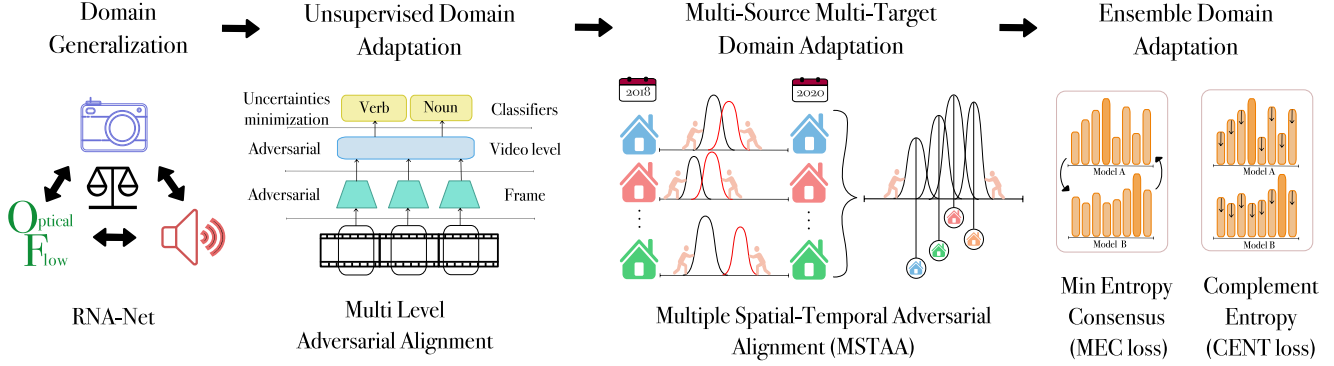 Domain
Generalization
Unsupervised Domain
Adaptation
Multi-Source Multi-Target
Domain Adaptation
Ensemble Domain
Adaptation
Optical
Flow
RNA-Net
Uncertainties
minimization
Verb
Noun
Classifiers
Adversarial
Video level
Adversarial
Frame
Multi Level
Adversarial Alignment
2018
2020
Multiple Spatial-Temporal Adversarial
Alignment (MSTAA)
Model A
Model B
Min Entropy
Consensus
(MEC loss)
Model A
Model B
Complement
Entropy
(CENT loss)